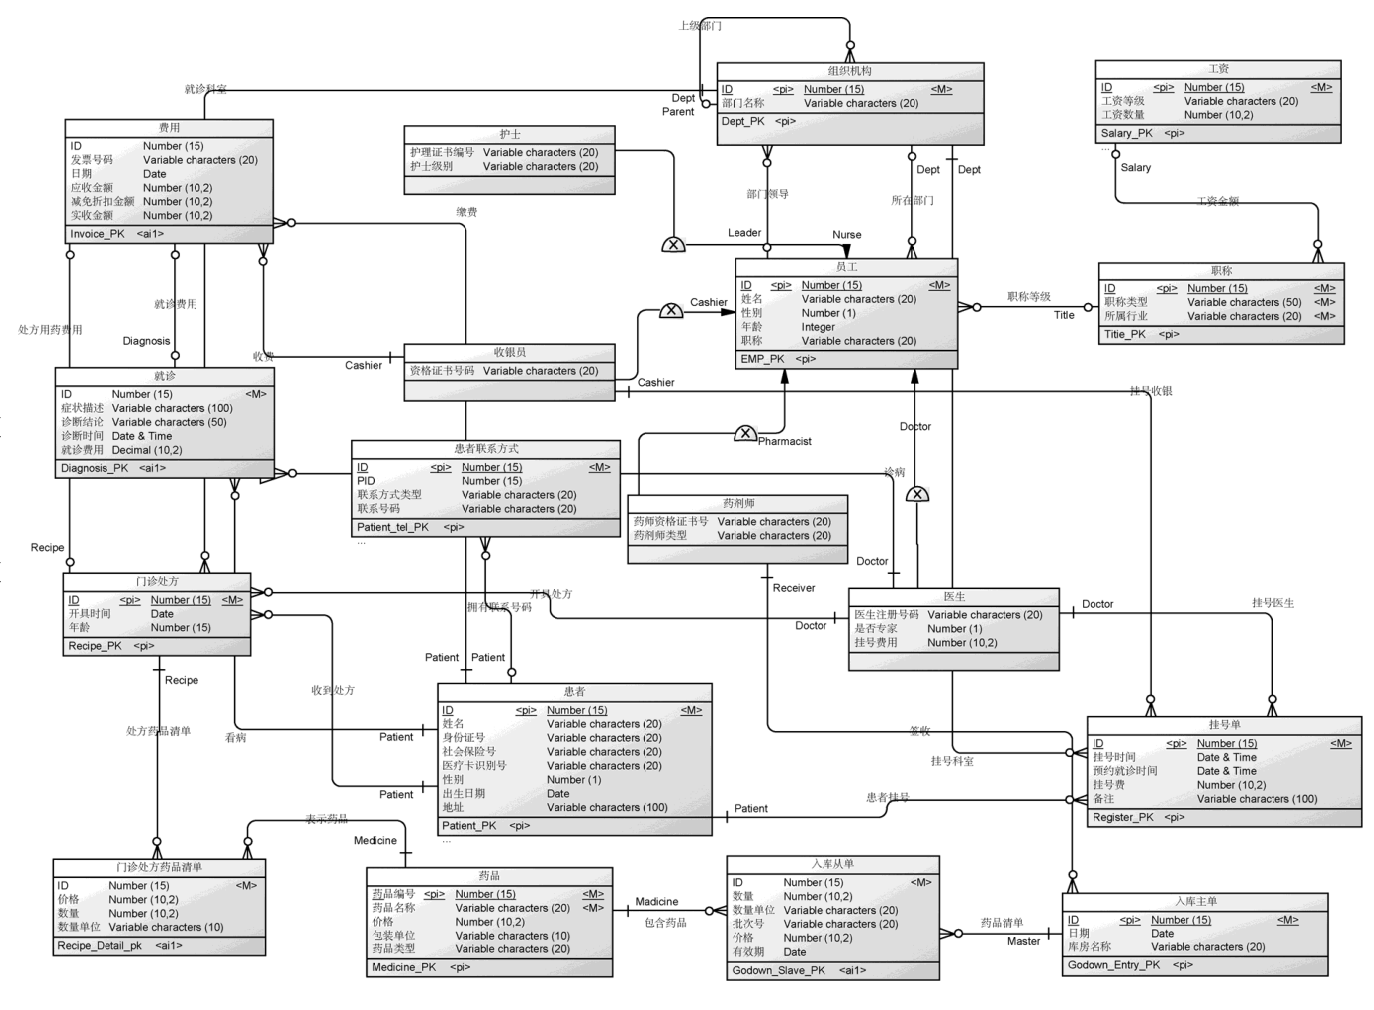 上级部门
组织机构
ID <pi> Number (15) <M>
部门名称 Variable characters (20)
Dept_PK <pi>
工资
ID <pi> Number (15) <M>
工资等级 Variable characters (20)
工资数量 Number (10,2)
Salary_PK <pi>
...
就诊科室
Dept
Parent
费用
ID Number (15)
发票号码 Variable characters (20)
日期 Date
应收金额 Number (10,2)
减免折扣金额 Number (10,2)
实收金额 Number (10,2)
Invoice_PK <ai1>
护士
护理证书编号 Variable characters (20)
护士级别 Variable characters (20)
Dept
Dept
Salary
部门领导
所在部门
工资金额
缴费
Leader
Nurse
员工
ID <pi> Number (15) <M>
姓名 Variable characters (20)
性别 Number (1)
年龄 Integer
职称 Variable characters (20)
EMP_PK <pi>
职称
ID <pi> Number (15) <M>
职称类型 Variable characters (50) <M>
所属行业 Variable characters (20) <M>
Titie_PK <pi>
职称等级
Title
就诊费用
Cashier
处方用药费用
Diagnosis
收费
Cashier
收银员
资格证书号码 Variable characters (20)
Cashier
挂号收银
就诊
ID Number (15) <M>
症状描述 Variable characters (100)
诊断结论 Variable characters (50)
诊断时间 Date & Time
就诊费用 Decimal (10,2)
Diagnosis_PK <ai1>
Pharmacist
Doctor
患者联系方式
ID <pi> Number (15) <M>
PID Number (15)
联系方式类型 Variable characters (20)
联系号码 Variable characters (20)
Patient_tel_PK <pi>
...
诊病
药剂师
药师资格证书号 Variable characters (20)
药剂师类型 Variable characters (20)
Recipe
Doctor
Receiver
门诊处方
ID <pi> Number (15) <M>
开具时间 Date
年龄 Number (15)
Recipe_PK <pi>
开具处方
拥有联系号码
Doctor
医生
医生注册号码 Variable characters (20)
是否专家 Number (1)
挂号费用 Number (10,2)
Doctor
挂号医生
Patient
Patient
Recipe
收到处方
处方药品清单
看病
Patient
Patient
患者
ID <pi> Number (15) <M>
姓名 Variable characters (20)
身份证号 Variable characters (20)
社会保险号 Variable characters (20)
医疗卡识别号 Variable characters (20)
性别 Number (1)
出生日期 Date
地址 Variable characters (100)
Patient_PK <pi>
...
签收
挂号科室
患者挂号
Patient
挂号单
ID <pi> Number (15) <M>
挂号时间 Date & Time
预约就诊时间 Date & Time
挂号费 Number (10,2)
备注 Variable characters (100)
Register_PK <pi>
表示药品
Medicine
门诊处方药品清单
ID Number (15) <M>
价格 Number (10,2)
数量 Number (10,2)
数量单位 Variable characters (10)
Recipe_Detail_pk <ai1>
药品
药品编号 <pi> Number (15) <M>
药品名称 Variable characters (20) <M>
价格 Number (10,2)
包装单位 Variable characters (10)
药品类型 Variable characters (20)
Medicine_PK <pi>
Madicine
包含药品
入库从单
ID Number (15) <M>
数量 Number (10,2)
数量单位 Variable characters (20)
批次号 Variable characters (20)
价格 Number (10,2)
有效期 Date
Godown_Slave_PK <ai1>
药品清单
Master
入库主单
ID <pi> Number (15) <M>
日期 Date
库房名称 Variable characters (20)
Godown_Entry_PK <pi>